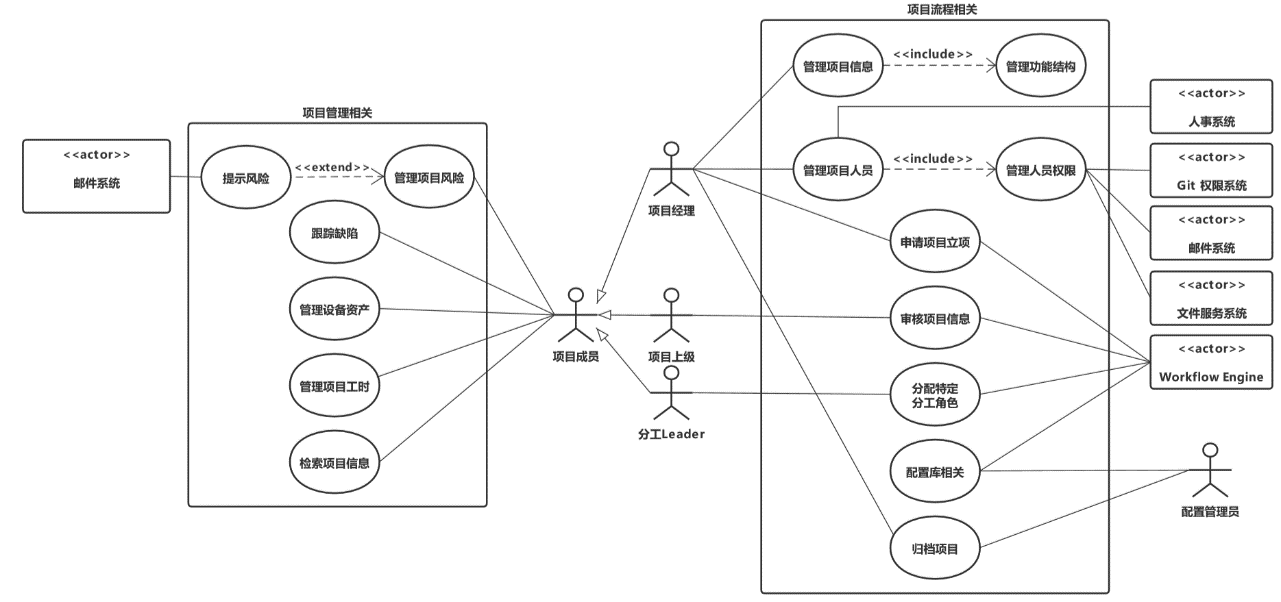 项目流程相关
管理项目信息
<<include>>
管理功能结构
<<actor>>
人事系统
项目管理相关
<<actor>>
邮件系统
提示风险
<<extend>>
管理项目风险
项目经理
管理项目人员
<<include>>
管理人员权限
<<actor>>
Git 权限系统
跟踪缺陷
申请项目立项
<<actor>>
邮件系统
管理设备资产
项目成员
项目上级
审核项目信息
<<actor>>
文件服务系统
<<actor>>
Workflow Engine
管理项目工时
分工Leader
分配特定
分工角色
检索项目信息
配置库相关
配置管理员
归档项目